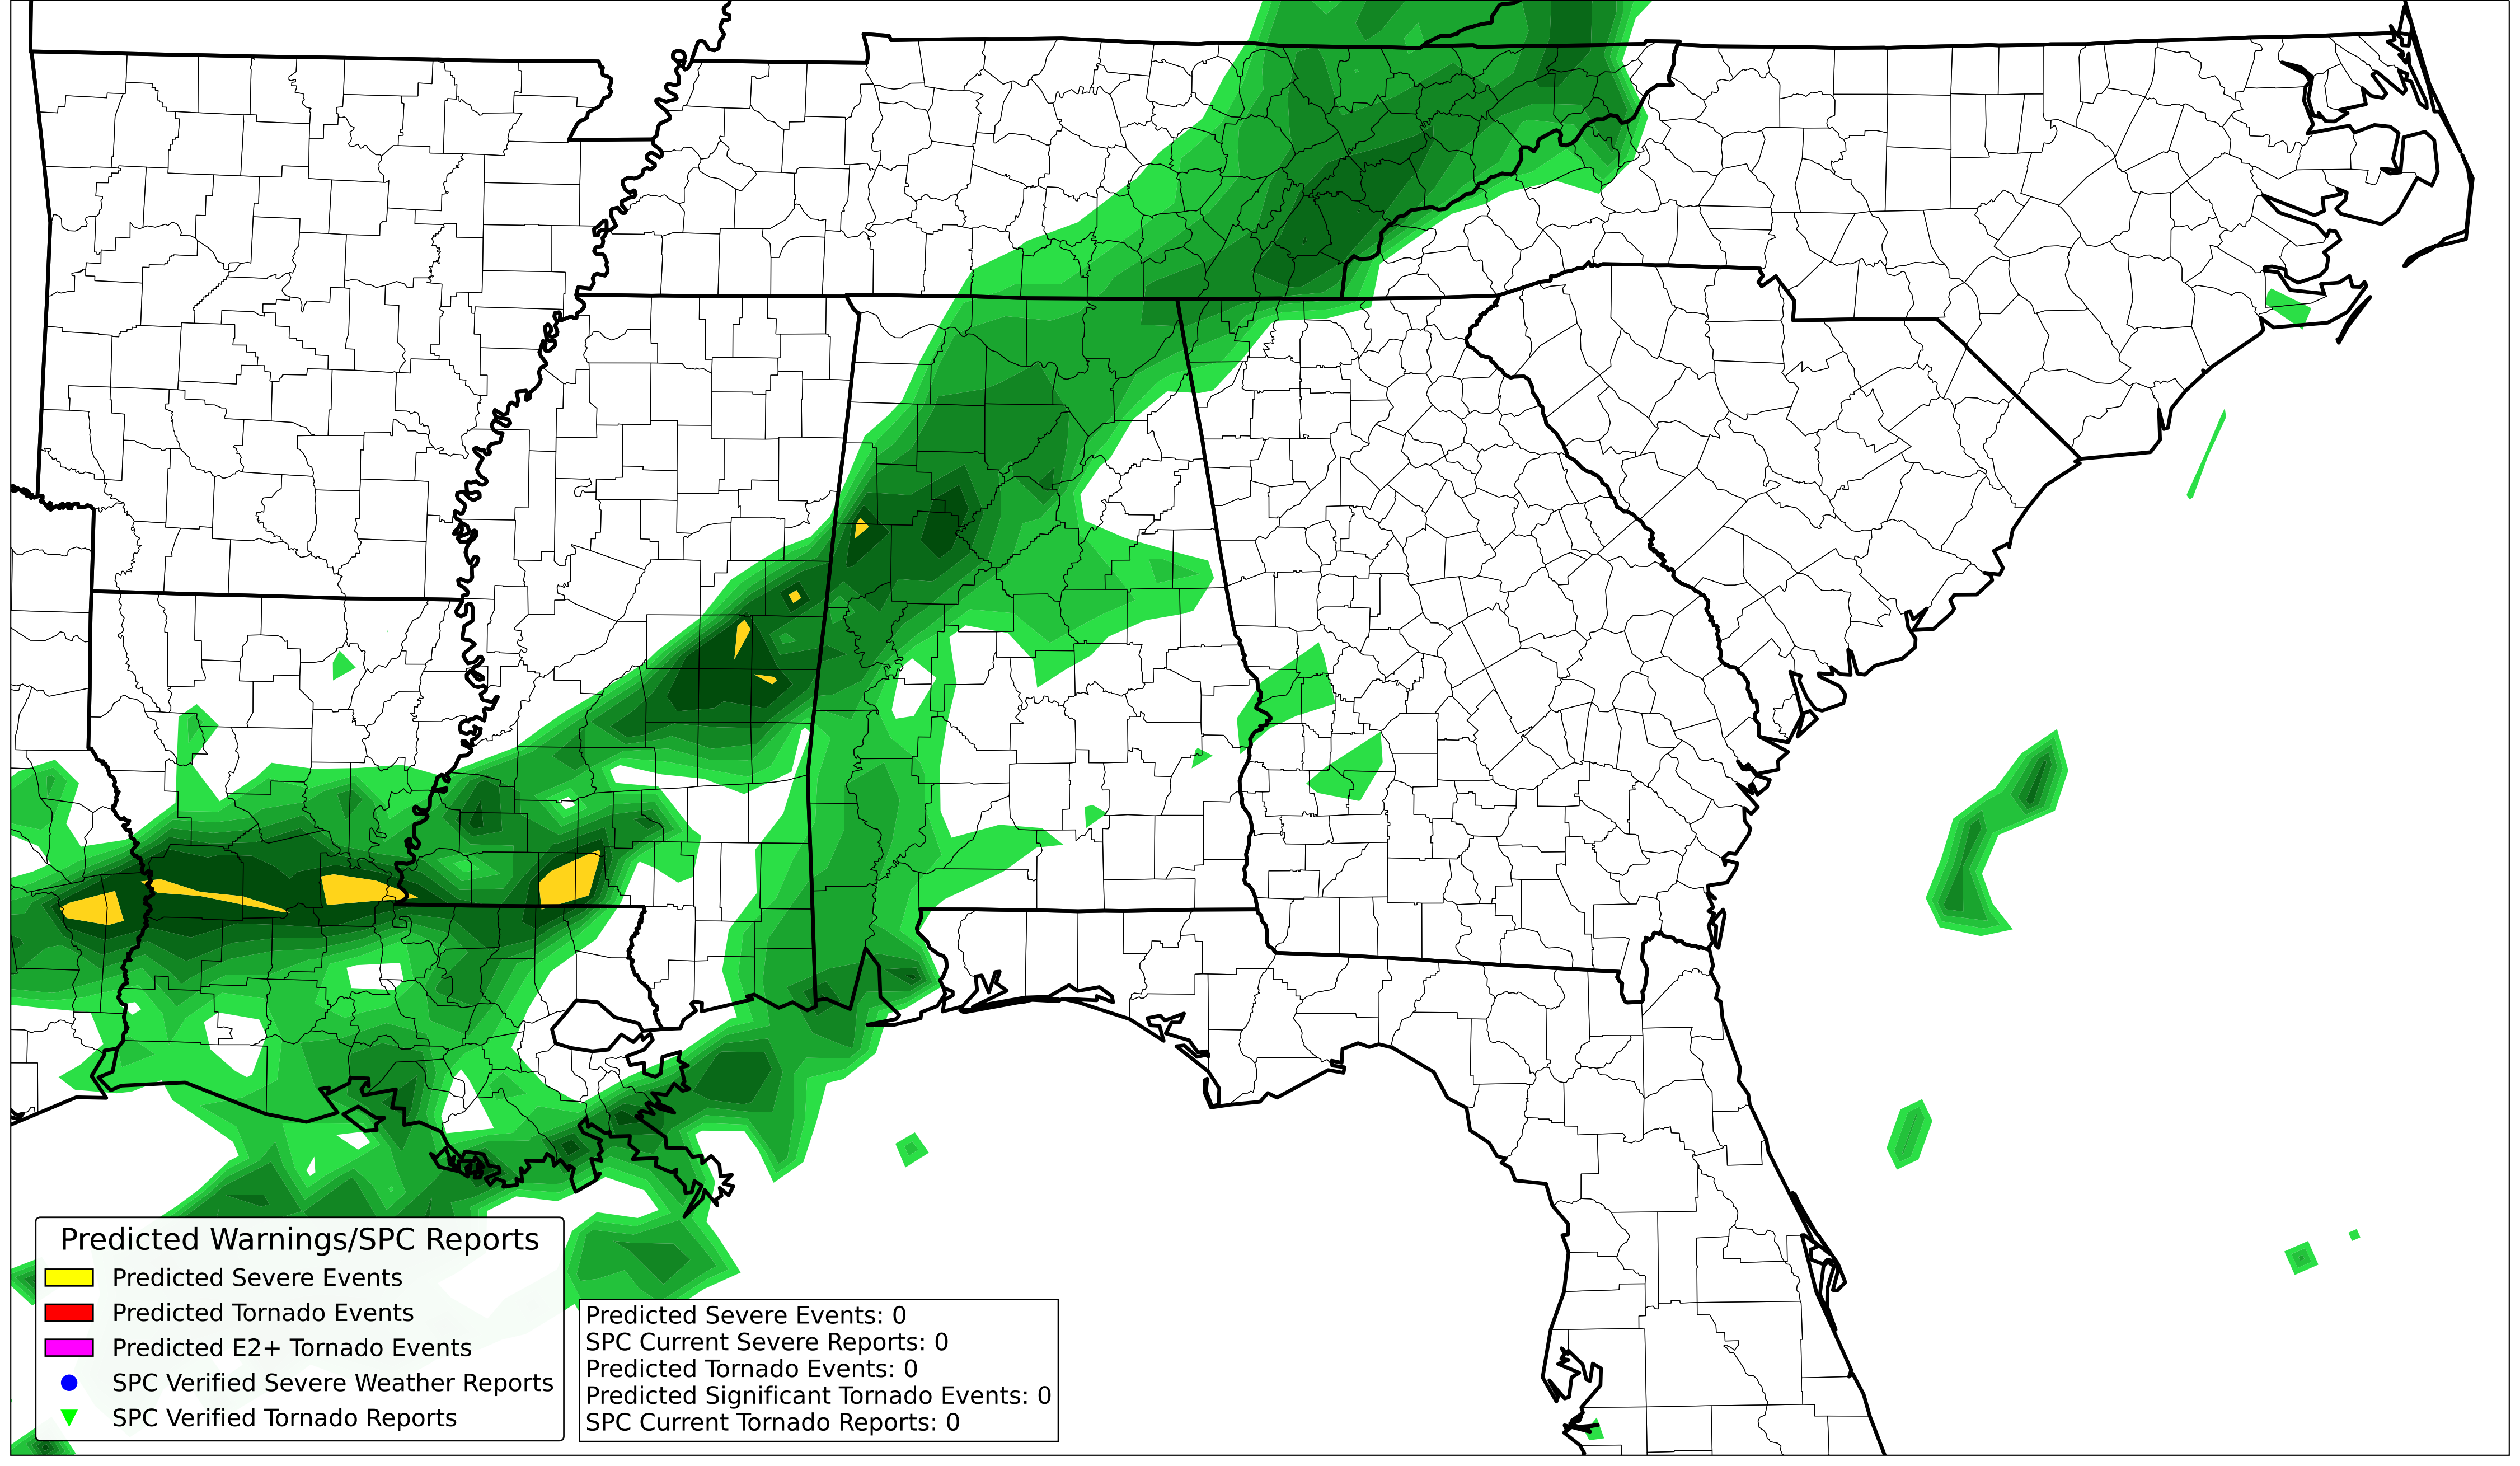 Predicted Warnings/SPC Reports
Predicted Severe Events
Predicted Tornado Events
Predicted E2+ Tornado Events
SPC Verified Severe Weather Reports
SPC Verified Tornado Reports
Predicted Severe Events: 0
SPC Current Severe Reports: 0
Predicted Tornado Events: 0
Predicted Significant Tornado Events: 0
SPC Current Tornado Reports: 0